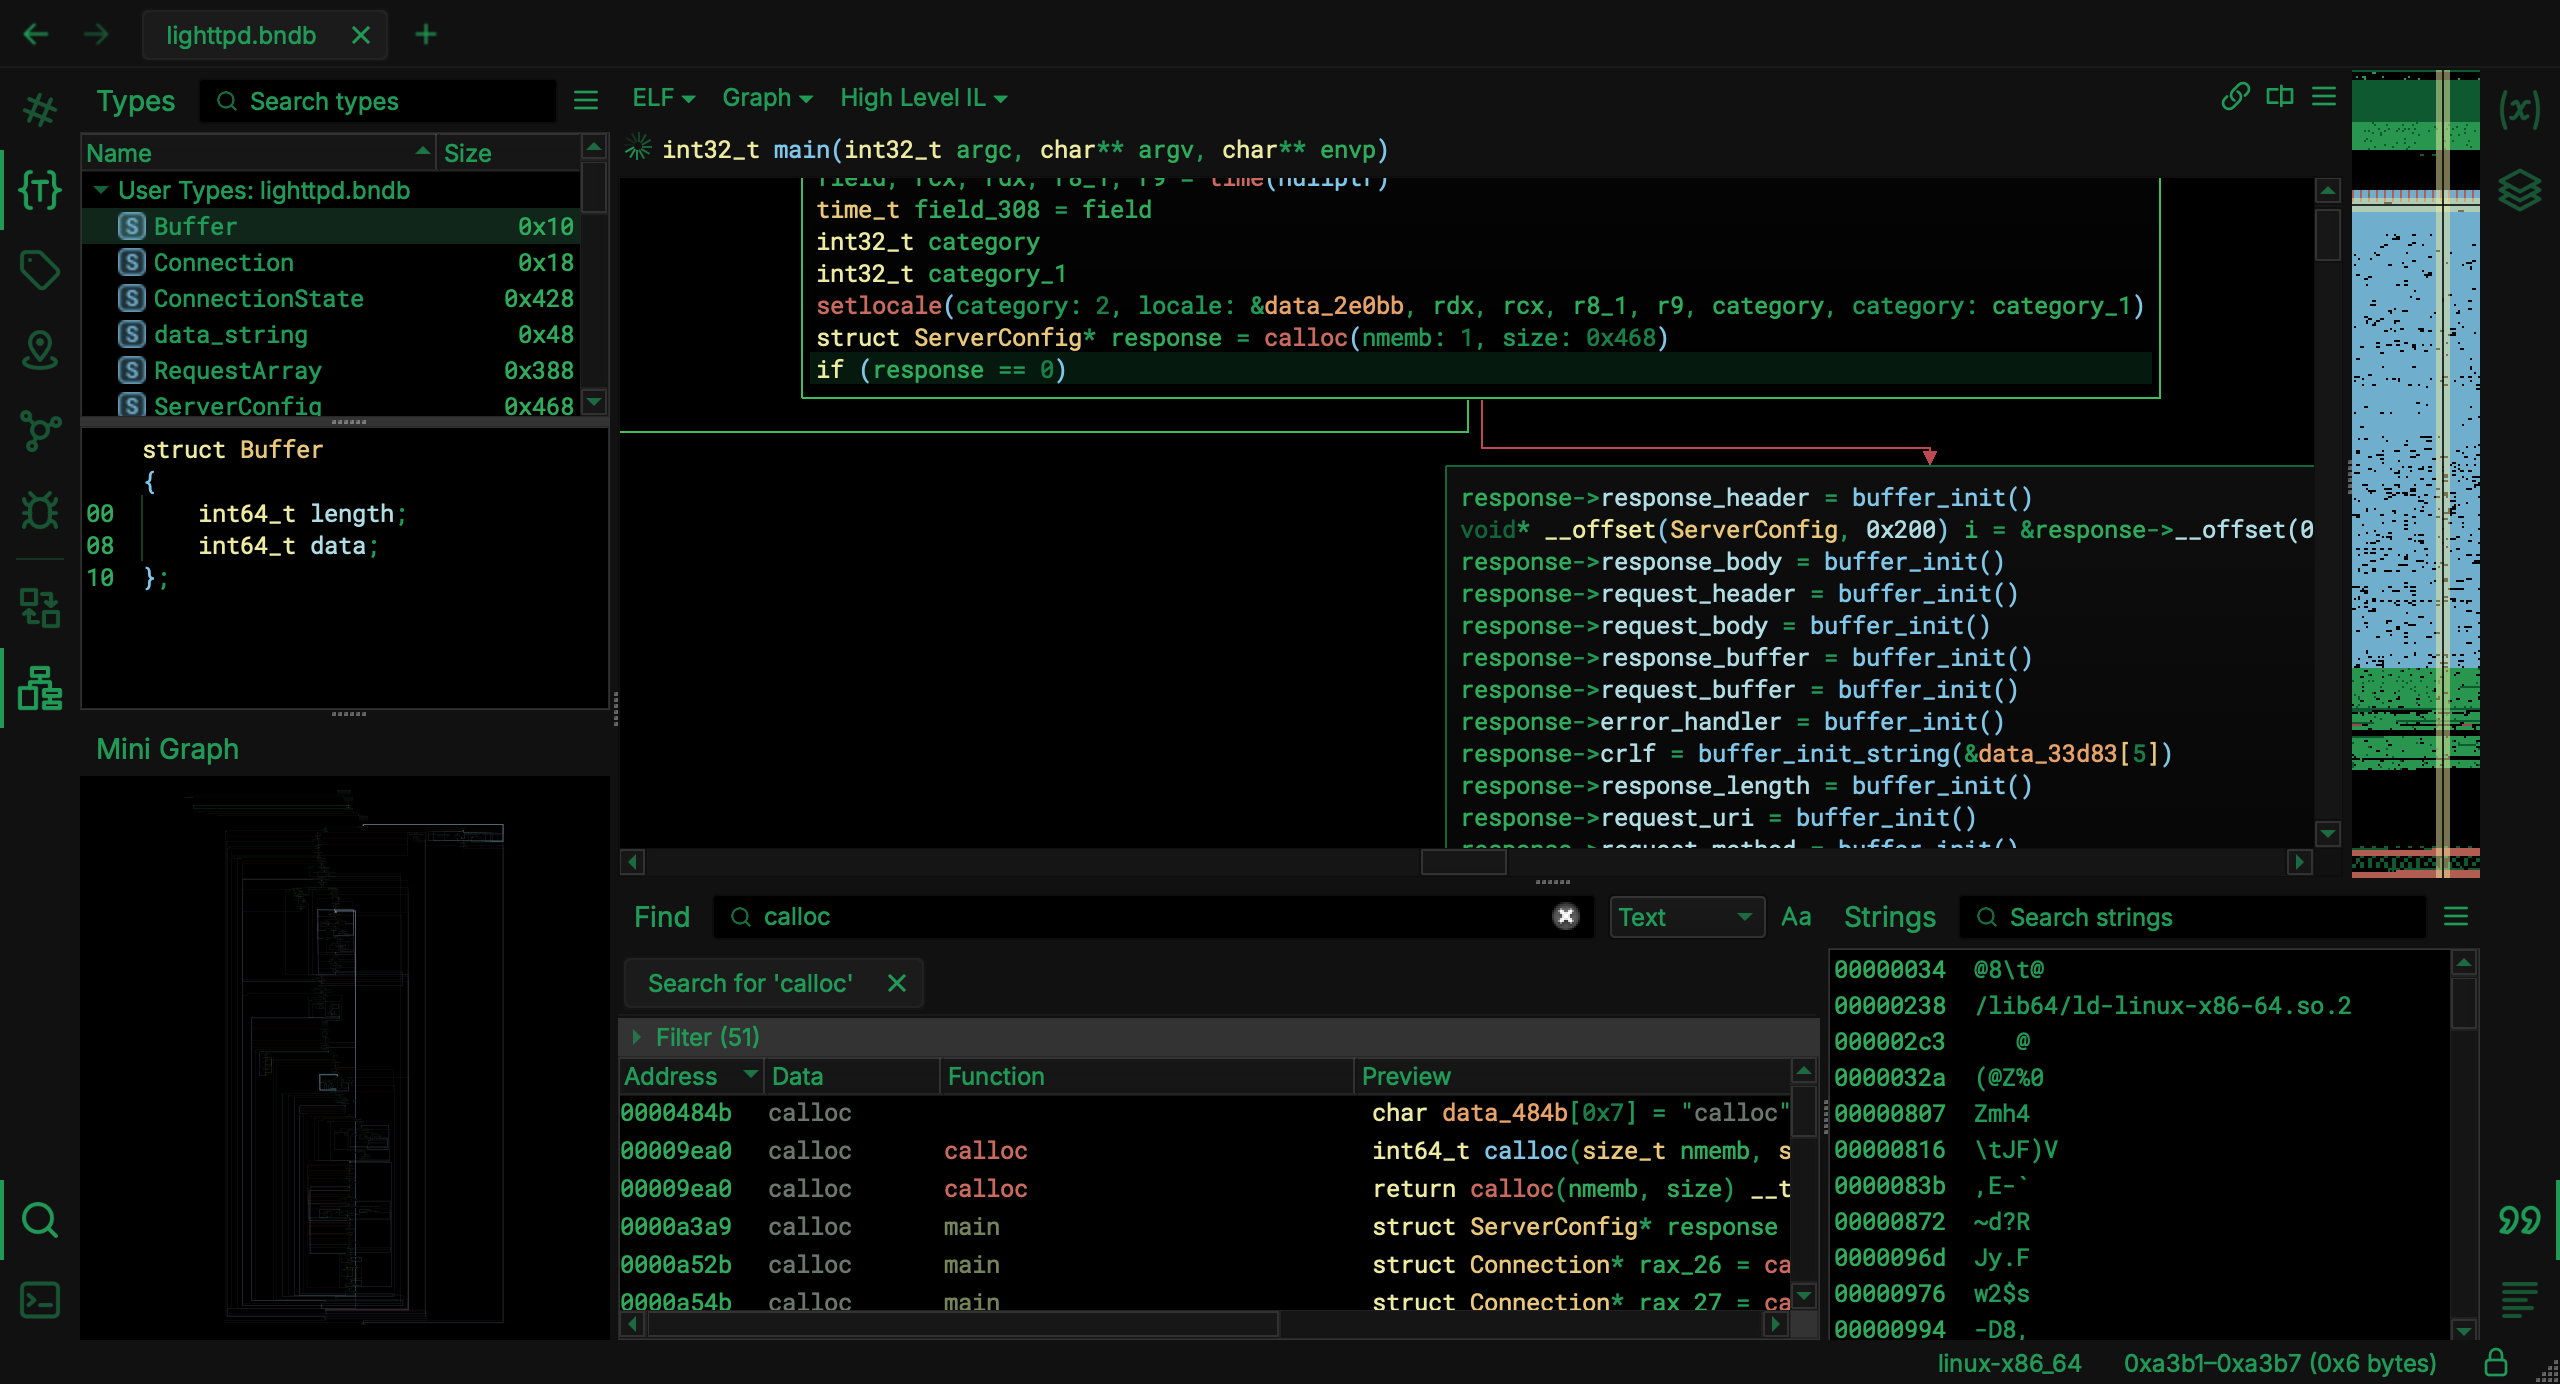 lighttpd.bndb
Types
Search types
Name Size
User Types: lighttpd.bndb
S Buffer 0x10
S Connection 0x18
S ConnectionState 0x428
S data_string 0x48
S RequestArray 0x388
S ServerConfig 0x468
struct Buffer
{
00 int64_t length;
08 int64_t data;
10 };
Mini Graph
ELF Graph High Level IL
int32_t main(int32_t argc, char** argv, char** envp)
field, rcx, rdx, r8_1, r9 = time(nullptr)
time_t field_308 = field
int32_t category
int32_t category_1
setlocale(category: 2, locale: &data_2e0bb, rdx, rcx, r8_1, r9, category, category: category_1)
struct ServerConfig* response = calloc(nmemb: 1, size: 0x468)
if (response == 0)
response->response_header = buffer_init()
void* __offset(ServerConfig, 0x200) i = &response->__offset(0
response->response_body = buffer_init()
response->request_header = buffer_init()
response->request_body = buffer_init()
response->response_buffer = buffer_init()
response->request_buffer = buffer_init()
response->error_handler = buffer_init()
response->crlf = buffer_init_string(&data_33d83[5])
response->response_length = buffer_init()
response->request_uri = buffer_init()
response->request_method = buffer_init()
Find
calloc
Text
Aa
Search for 'calloc'
Filter (51)
Address Data Function Preview
0000484b calloc char data_484b[0x7] = "calloc"
00009ea0 calloc calloc int64_t calloc(size_t nmemb, s
00009ea0 calloc calloc return calloc(nmemb, size) __t
0000a3a9 calloc main struct ServerConfig* response
0000a52b calloc main struct Connection* rax_26 = ca
0000a54b calloc main struct Connection* rax_27 = ca
Strings
Search strings
00000034 @8\t@
00000238 /lib64/ld-linux-x86-64.so.2
000002c3 @
0000032a (@Z%0
00000807 Zmh4
00000816 \tJF)V
0000083b ,E-`
00000872 ~d?R
0000096d Jy.F
00000976 w2$s
00000994 -D8,
linux-x86_64 0xa3b1–0xa3b7 (0x6 bytes)